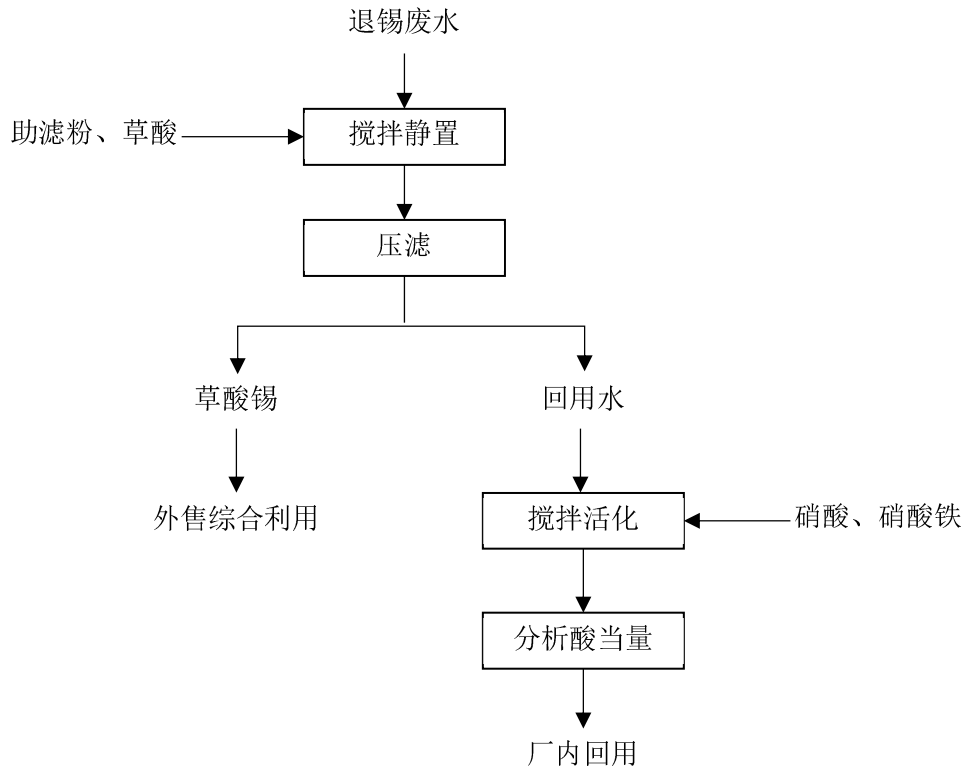 退锡废水
助滤粉、草酸
搅拌静置
压滤
草酸锡
回用水
外售综合利用
搅拌活化
硝酸、硝酸铁
分析酸当量
厂内回用